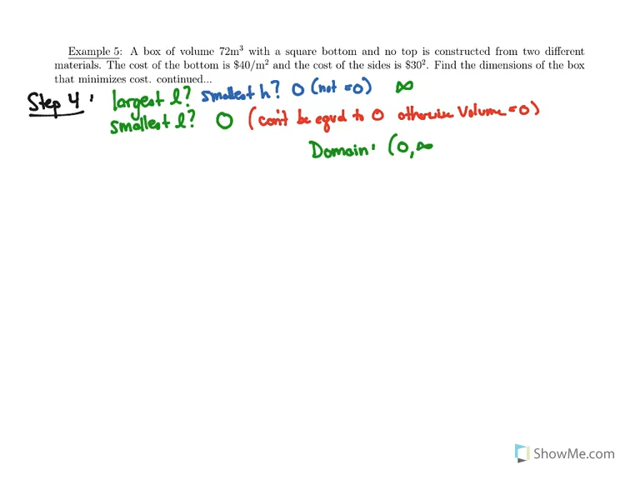 Example 5: A box of volume 72m³ with a square bottom and no top is constructed from two different
materials. The cost of the bottom is $40/m² and the cost of the sides is $30². Find the dimensions of the box
that minimizes cost. continued...
Step 4: largest l? smallest h? 0 (not =0) ∞
smallest l? 0 (can't be equal to 0 otherwise Volume=0)
Domain: (0,∞
ShowMe.com